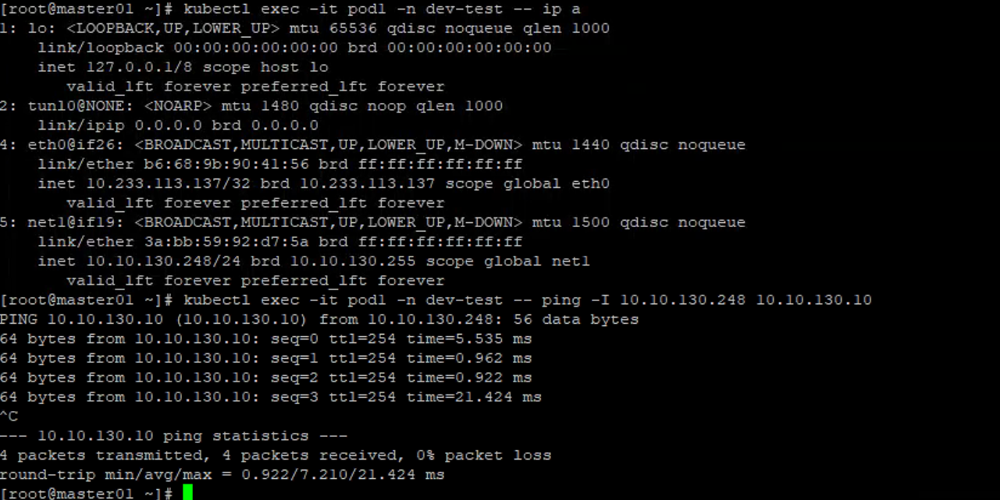 [root@master01 ~]# kubectl exec -it pod1 -n dev-test -- ip a
1: lo: <LOOPBACK,UP,LOWER_UP> mtu 65536 qdisc noqueue qlen 1000
    link/loopback 00:00:00:00:00:00 brd 00:00:00:00:00:00
    inet 127.0.0.1/8 scope host lo
       valid_lft forever preferred_lft forever
2: tunl0@NONE: <NOARP> mtu 1480 qdisc noop qlen 1000
    link/ipip 0.0.0.0 brd 0.0.0.0
4: eth0@if26: <BROADCAST,MULTICAST,UP,LOWER_UP,M-DOWN> mtu 1440 qdisc noqueue
    link/ether b6:68:9b:90:41:56 brd ff:ff:ff:ff:ff:ff
    inet 10.233.113.137/32 brd 10.233.113.137 scope global eth0
       valid_lft forever preferred_lft forever
5: net1@if19: <BROADCAST,MULTICAST,UP,LOWER_UP,M-DOWN> mtu 1500 qdisc noqueue
    link/ether 3a:bb:59:92:d7:5a brd ff:ff:ff:ff:ff:ff
    inet 10.10.130.248/24 brd 10.10.130.255 scope global net1
       valid_lft forever preferred_lft forever
[root@master01 ~]# kubectl exec -it pod1 -n dev-test -- ping -I 10.10.130.248 10.10.130.10
PING 10.10.130.10 (10.10.130.10) from 10.10.130.248: 56 data bytes
64 bytes from 10.10.130.10: seq=0 ttl=254 time=5.535 ms
64 bytes from 10.10.130.10: seq=1 ttl=254 time=0.962 ms
64 bytes from 10.10.130.10: seq=2 ttl=254 time=0.922 ms
64 bytes from 10.10.130.10: seq=3 ttl=254 time=21.424 ms
^C
--- 10.10.130.10 ping statistics ---
4 packets transmitted, 4 packets received, 0% packet loss
round-trip min/avg/max = 0.922/7.210/21.424 ms
[root@master01 ~]#